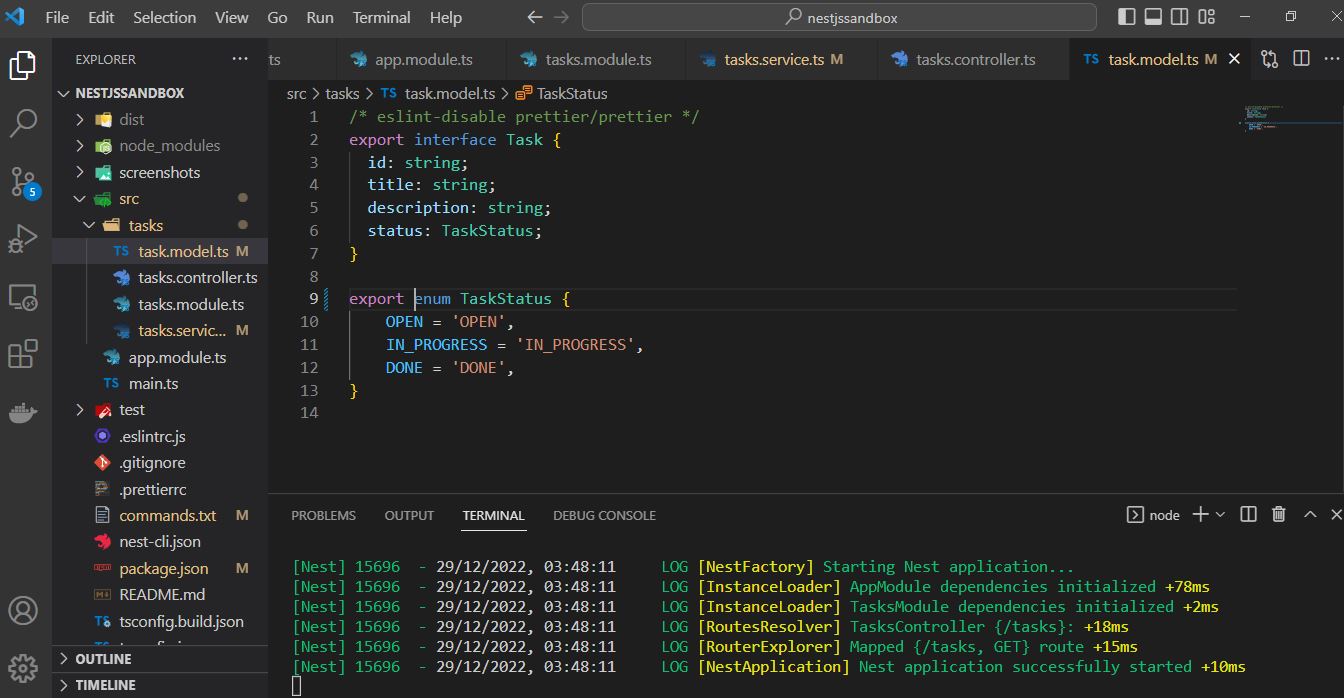 File Edit Selection View Go Run Terminal Help
nestjssandbox
EXPLORER
ts app.module.ts tasks.module.ts tasks.service.ts M tasks.controller.ts TS task.model.ts M
NESTJSSANDBOX
dist
node_modules
screenshots
src
tasks
TS task.model.ts M
tasks.controller.ts
tasks.module.ts
tasks.servic... M
app.module.ts
TS main.ts
test
.eslintrc.js
.gitignore
.prettierrc
commands.txt M
nest-cli.json
package.json M
README.md
TS tsconfig.build.json
OUTLINE
TIMELINE
5
src > tasks > TS task.model.ts > TaskStatus
1 /* eslint-disable prettier/prettier */
2 export interface Task {
3 id: string;
4 title: string;
5 description: string;
6 status: TaskStatus;
7 }
8
9 export enum TaskStatus {
10 OPEN = 'OPEN',
11 IN_PROGRESS = 'IN_PROGRESS',
12 DONE = 'DONE',
13 }
14
PROBLEMS OUTPUT TERMINAL DEBUG CONSOLE node
[Nest] 15696 - 29/12/2022, 03:48:11 LOG [NestFactory] Starting Nest application...
[Nest] 15696 - 29/12/2022, 03:48:11 LOG [InstanceLoader] AppModule dependencies initialized +78ms
[Nest] 15696 - 29/12/2022, 03:48:11 LOG [InstanceLoader] TasksModule dependencies initialized +2ms
[Nest] 15696 - 29/12/2022, 03:48:11 LOG [RoutesResolver] TasksController {/tasks}: +18ms
[Nest] 15696 - 29/12/2022, 03:48:11 LOG [RouterExplorer] Mapped {/tasks, GET} route +15ms
[Nest] 15696 - 29/12/2022, 03:48:11 LOG [NestApplication] Nest application successfully started +10ms